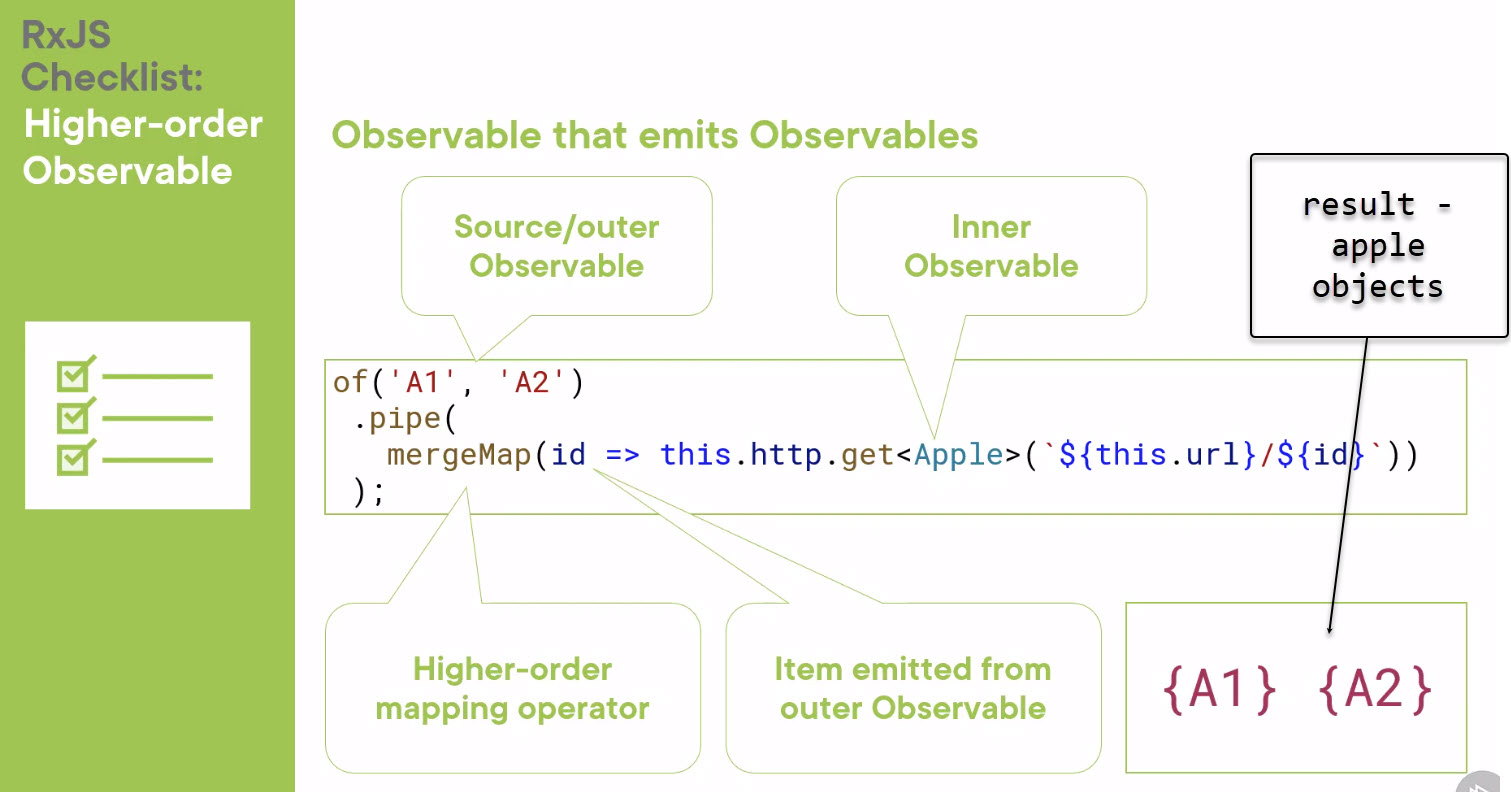 RxJS
Checklist:
Higher-order
Observable
Observable that emits Observables
Source/outer
Observable
Inner
Observable
result -
apple
objects
of('A1', 'A2')
.pipe(
mergeMap(id => this.http.get<Apple>(`${this.url}/${id}`))
);
Higher-order
mapping operator
Item emitted from
outer Observable
{A1} {A2}